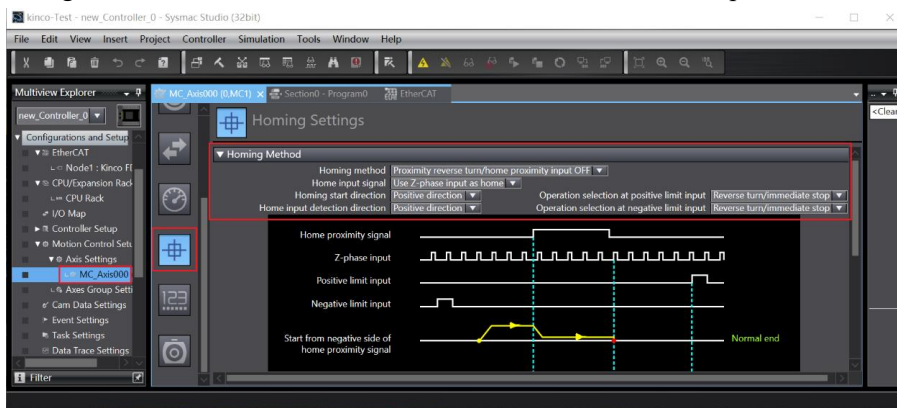 kinco-Test - new_Controller_0 - Sysmac Studio (32bit)
File Edit View Insert Project Controller Simulation Tools Window Help
Multiview Explorer
MC_Axis000 (0,MC1) Section0 - Program0 EtherCAT
new_Controller_0
Homing Settings
<Clear
Configurations and Setup
EtherCAT
Node1 : Kinco F
CPU/Expansion Rack
CPU Rack
I/O Map
Controller Setup
Motion Control Setu
Axis Settings
MC_Axis000
Axes Group Setti
Cam Data Settings
Event Settings
Task Settings
Data Trace Settings
Filter
Homing Method
Homing method Proximity reverse turn/home proximity input OFF
Home input signal Use Z-phase input as home
Homing start direction Positive direction Operation selection at positive limit input Reverse turn/immediate stop
Home input detection direction Positive direction Operation selection at negative limit input Reverse turn/immediate stop
Home proximity signal
Z-phase input
Positive limit input
Negative limit input
Start from negative side of
home proximity signal
Normal end
123